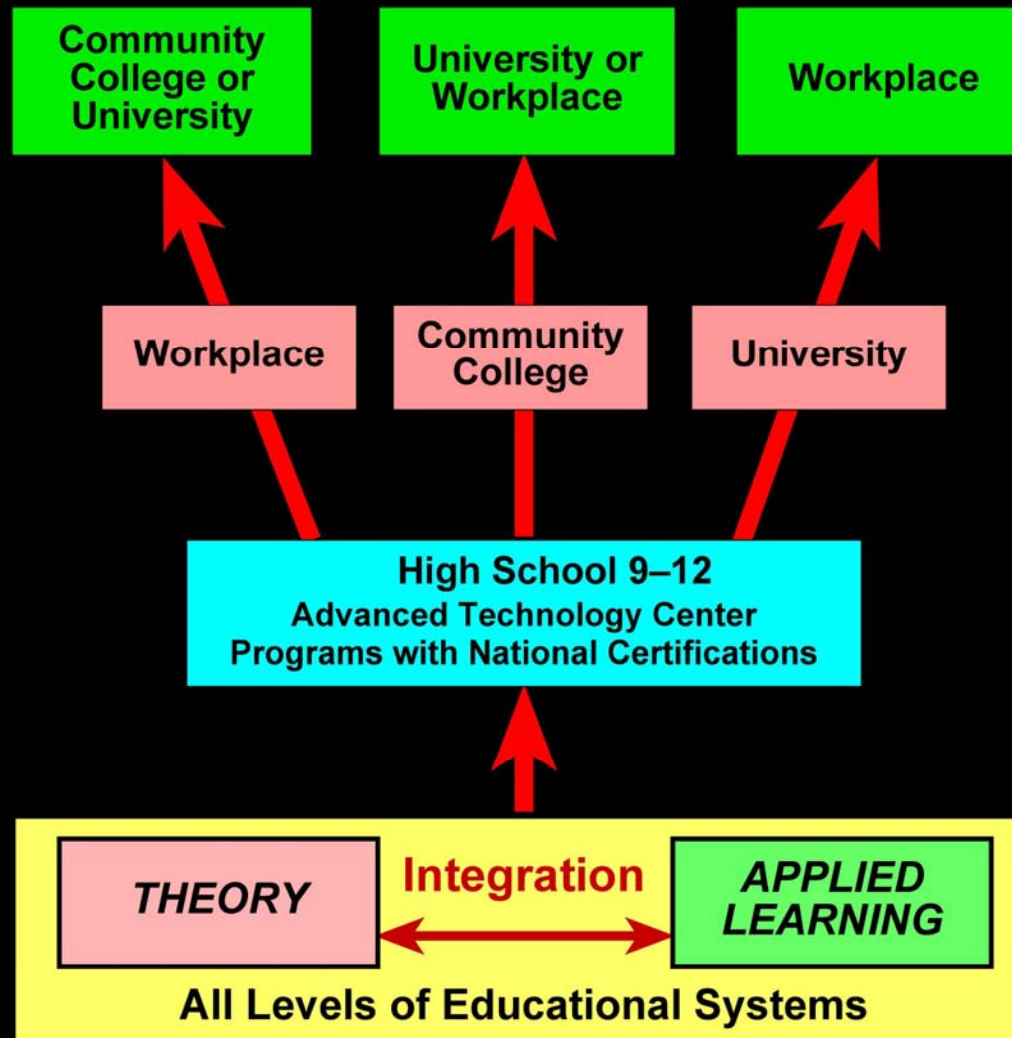 Community
College or
University
University or
Workplace
Workplace
Workplace
Community
College
University
High School 9–12
Advanced Technology Center
Programs with National Certifications
THEORY
Integration
APPLIED
LEARNING
All Levels of Educational Systems